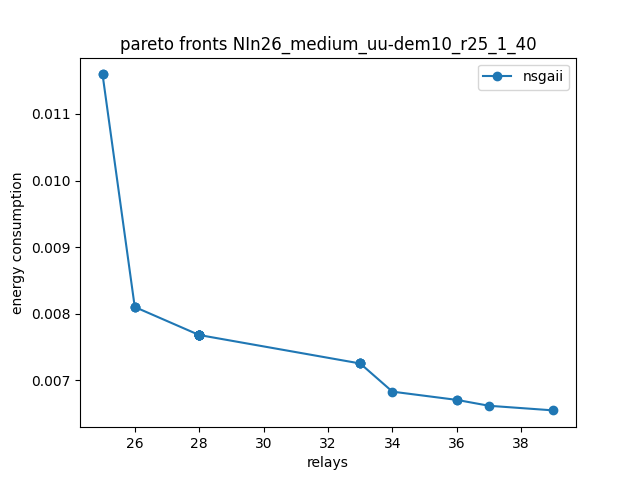 pareto fronts NIn26_medium_uu-dem10_r25_1_40
nsgaii
0.011
0.010
0.009
0.008
0.007
energy consumption
26 28 30 32 34 36 38
relays